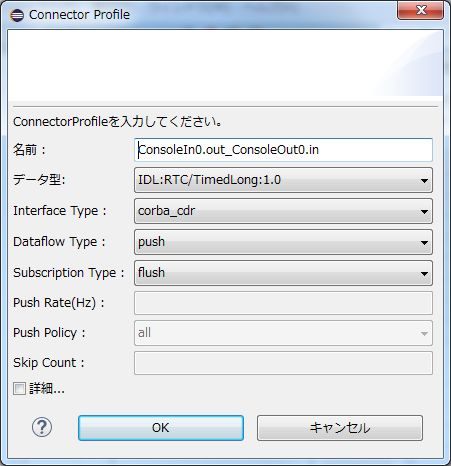 Connector Profile
ConnectorProfileを入力してください。
名前 : ConsoleIn0.out_ConsoleOut0.in
データ型: IDL:RTC/TimedLong:1.0
Interface Type : corba_cdr
Dataflow Type : push
Subscription Type : flush
Push Rate(Hz) :
Push Policy : all
Skip Count :
詳細...
? OK キャンセル